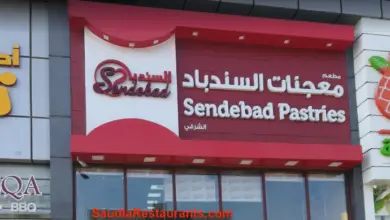 السندباد
Sendebad
مطعم
معجنات السندباد
Sendebad Pastries
الشرقي
QA
BBQ
SaudiaRestaurants.com